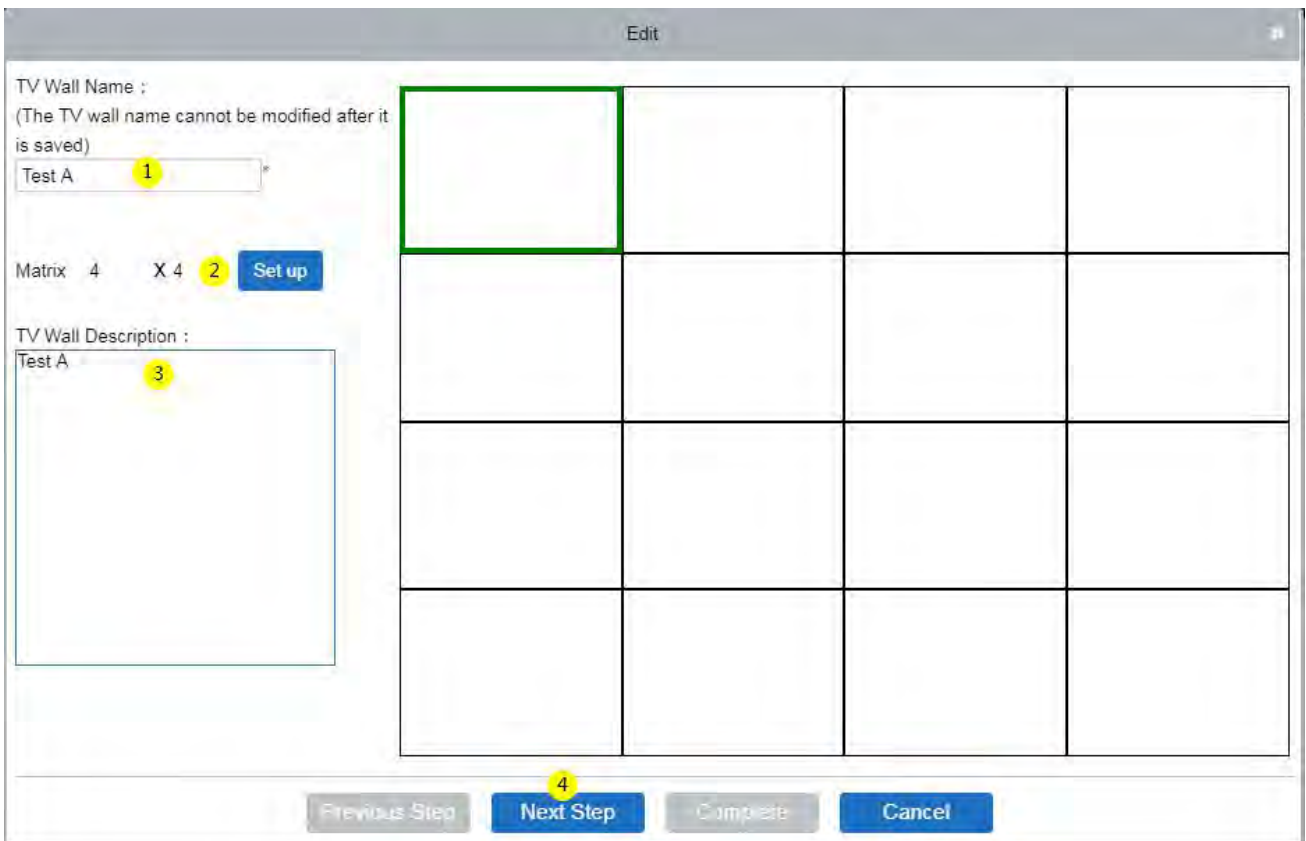 Edit
TV Wall Name :
(The TV wall name cannot be modified after it
is saved)
Test A 1 *
Matrix 4 X 4 2 Set up
TV Wall Description :
Test A
3
4
Previous Step Next Step Complete Cancel